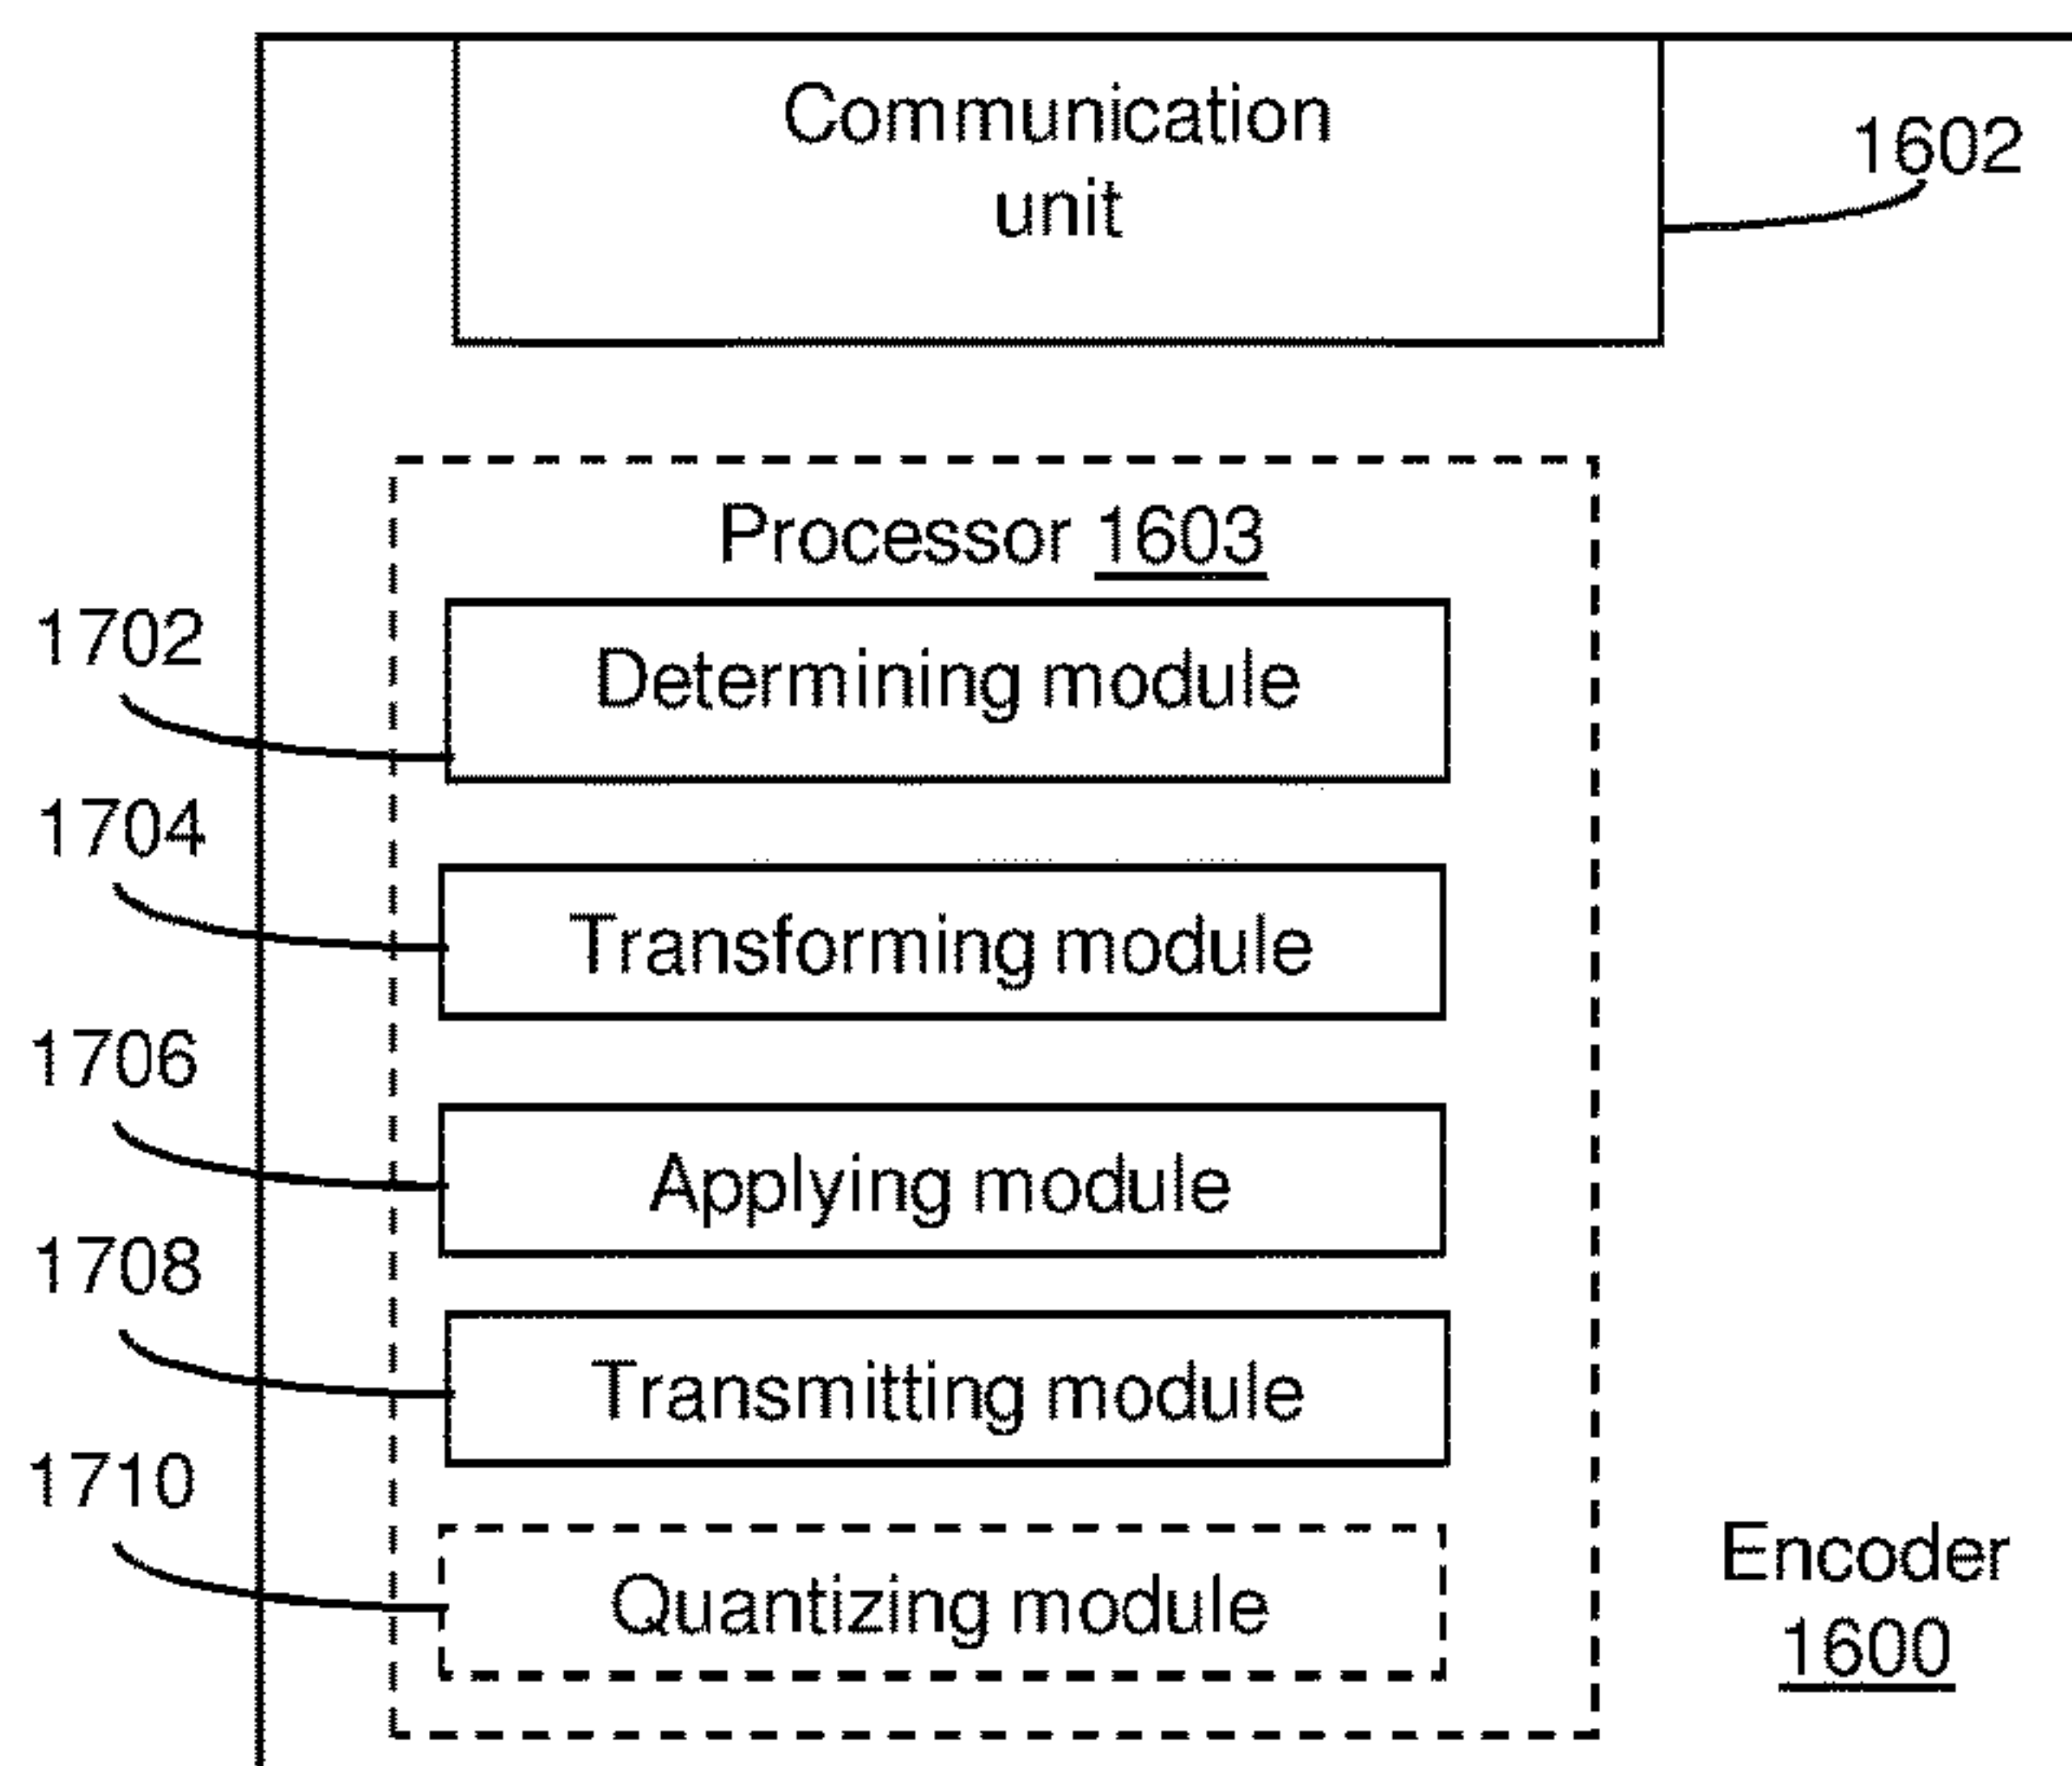 Communication
unit
1602
Processor 1603
1702
Determining module
1704
Transforming module
1706
Applying module
1708
Transmitting module
1710
Quantizing module
Encoder
1600